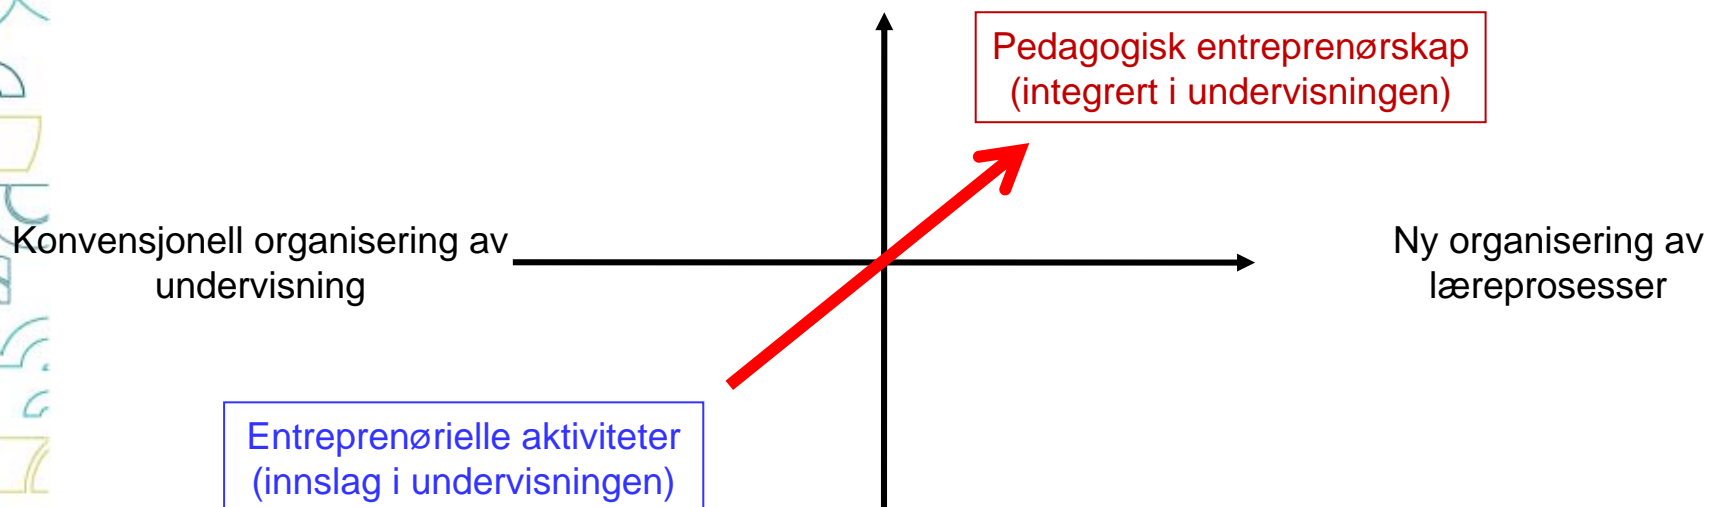 Pedagogisk entreprenørskap
(integrert i undervisningen)
Konvensjonell organisering av
undervisning
Ny organisering av
læreprosesser
Entreprenørielle aktiviteter
(innslag i undervisningen)